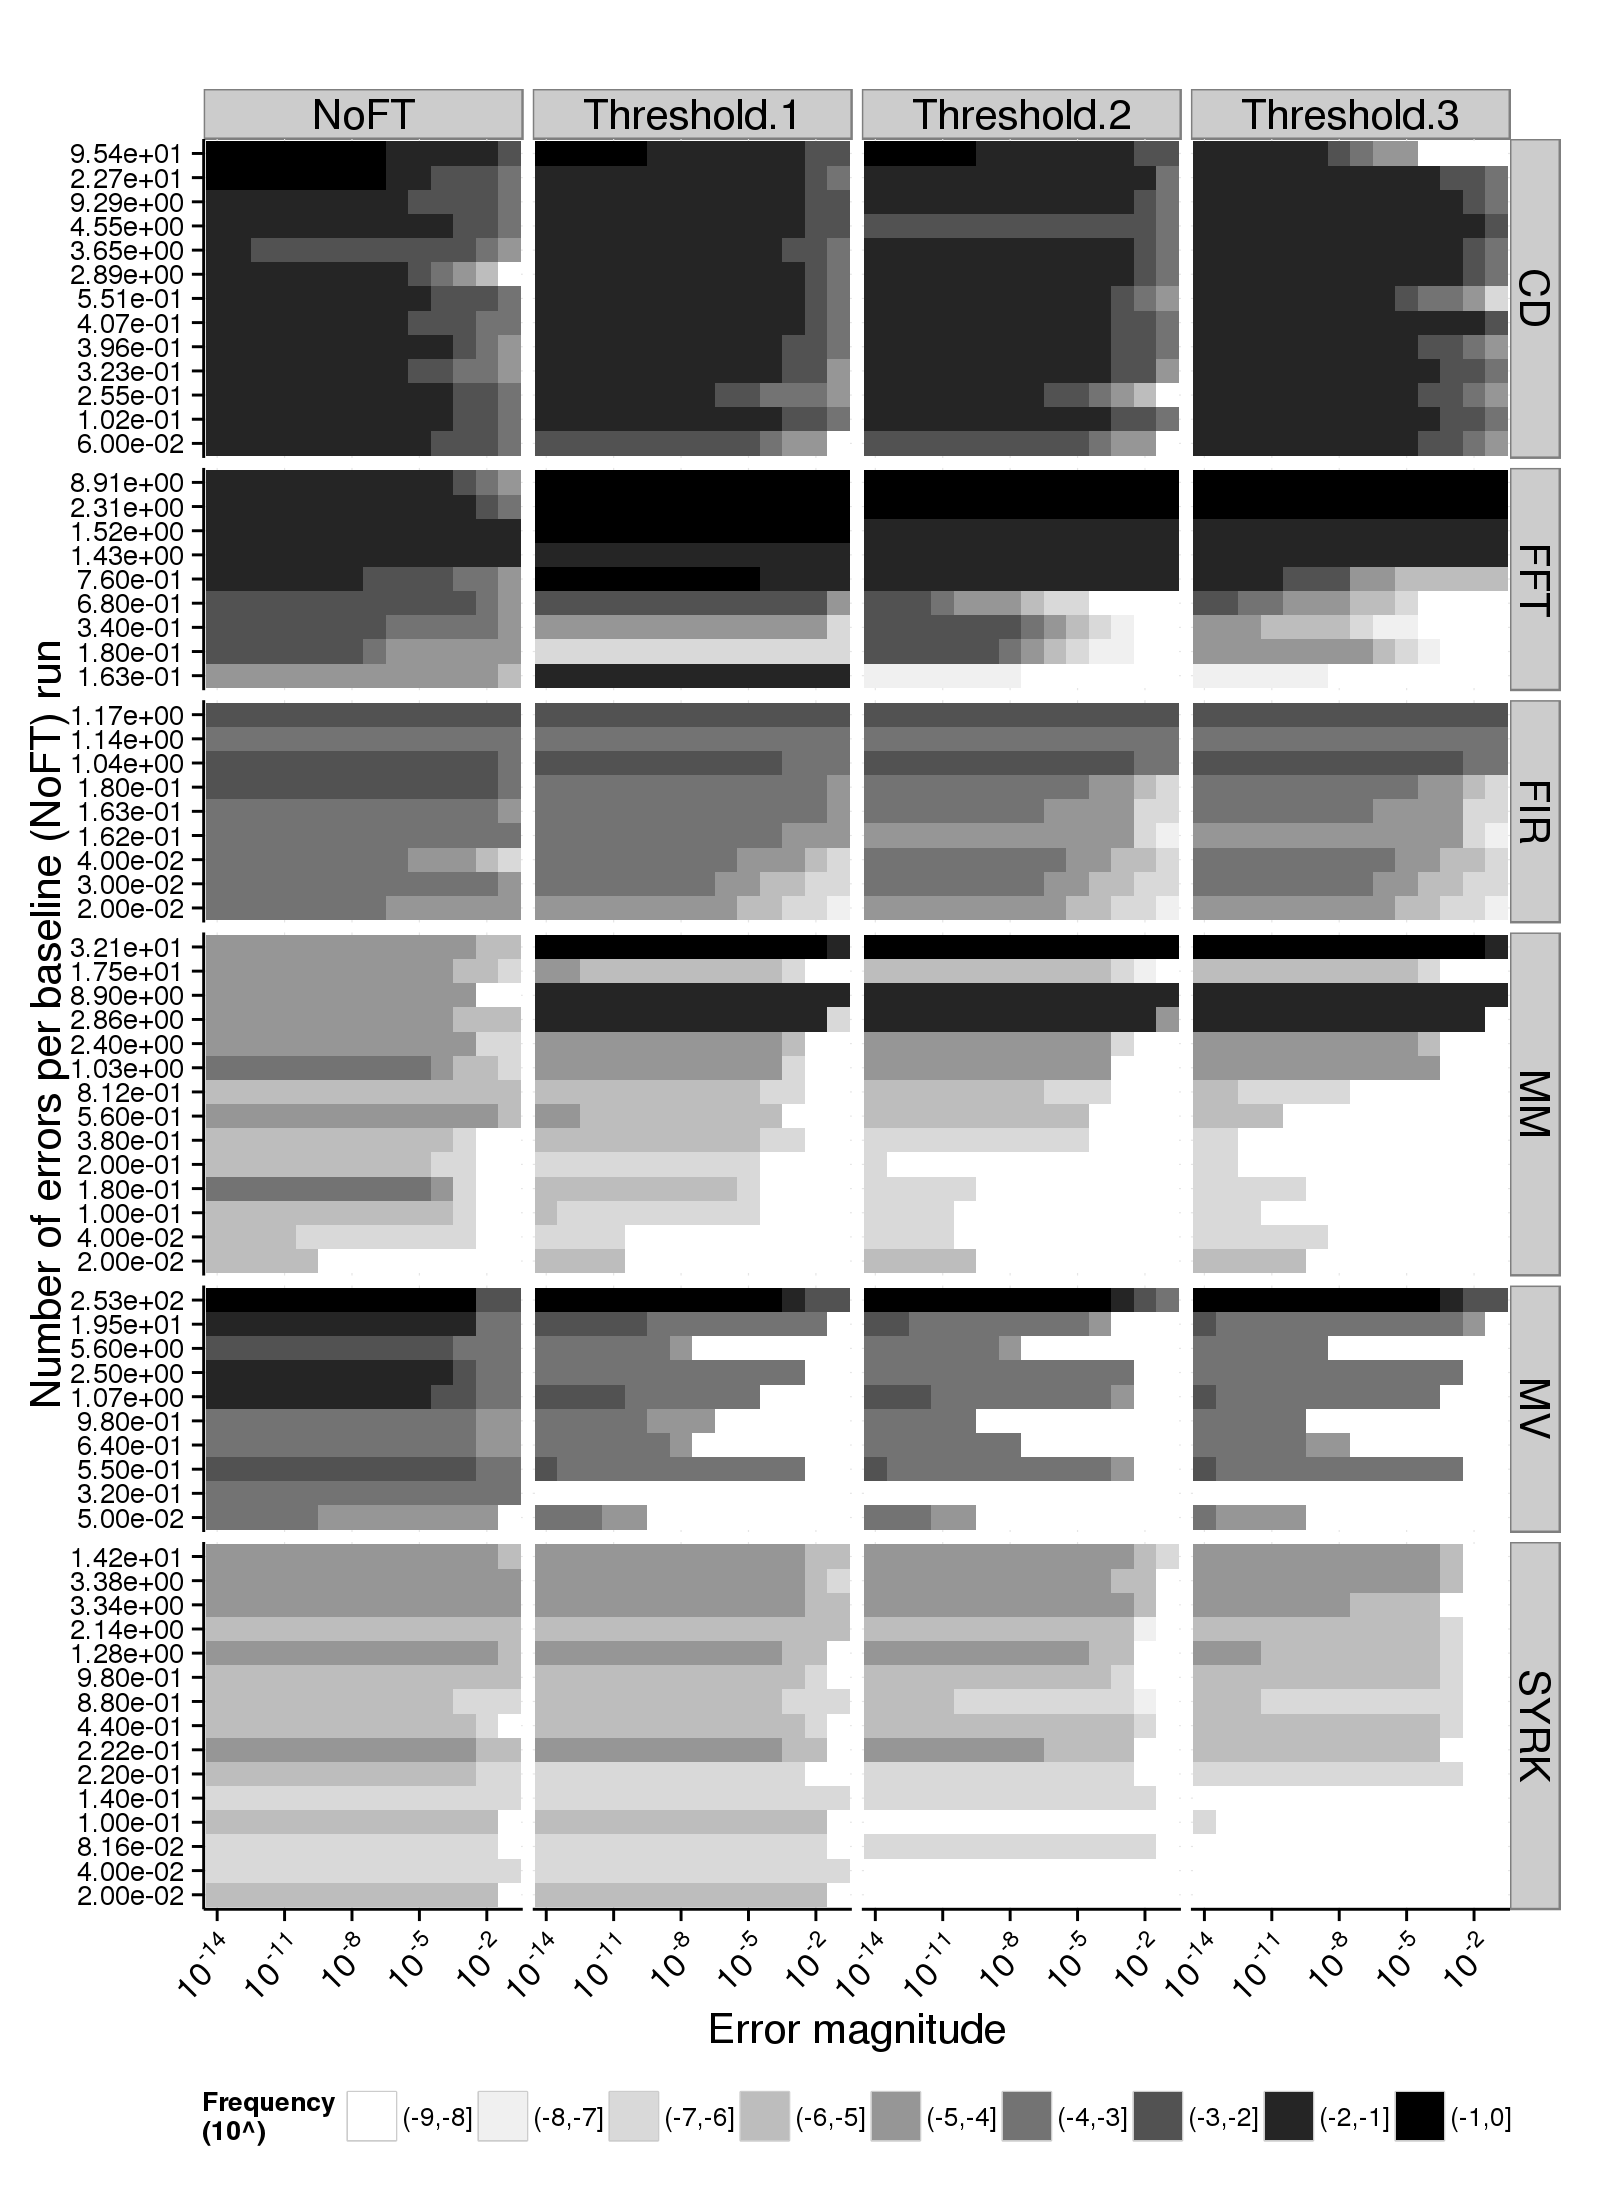 NoFT Threshold.1 Threshold.2 Threshold.3
Number of errors per baseline (NoFT) run
9.54e+01
2.27e+01
9.29e+00
4.55e+00
3.65e+00
2.89e+00
5.51e-01
4.07e-01
3.96e-01
3.23e-01
2.55e-01
1.02e-01
6.00e-02
CD
8.91e+00
2.31e+00
1.52e+00
1.43e+00
7.60e-01
6.80e-01
3.40e-01
1.80e-01
1.63e-01
FFT
1.17e+00
1.14e+00
1.04e+00
1.80e-01
1.63e-01
1.62e-01
4.00e-02
3.00e-02
2.00e-02
FIR
3.21e+01
1.75e+01
8.90e+00
2.86e+00
2.40e+00
1.03e+00
8.12e-01
5.60e-01
3.80e-01
2.00e-01
1.80e-01
1.00e-01
4.00e-02
2.00e-02
MM
2.53e+02
1.95e+01
5.60e+00
2.50e+00
1.07e+00
9.80e-01
6.40e-01
5.50e-01
3.20e-01
5.00e-02
MV
1.42e+01
3.38e+00
3.34e+00
2.14e+00
1.28e+00
9.80e-01
8.80e-01
4.40e-01
2.22e-01
2.20e-01
1.40e-01
1.00e-01
8.16e-02
4.00e-02
2.00e-02
SYRK
10^-14 10^-11 10^-8 10^-5 10^-2 10^-14 10^-11 10^-8 10^-5 10^-2 10^-14 10^-11 10^-8 10^-5 10^-2 10^-14 10^-11 10^-8 10^-5 10^-2
Error magnitude
Frequency
(10^)
(-9,-8] (-8,-7] (-7,-6] (-6,-5] (-5,-4] (-4,-3] (-3,-2] (-2,-1] (-1,0]